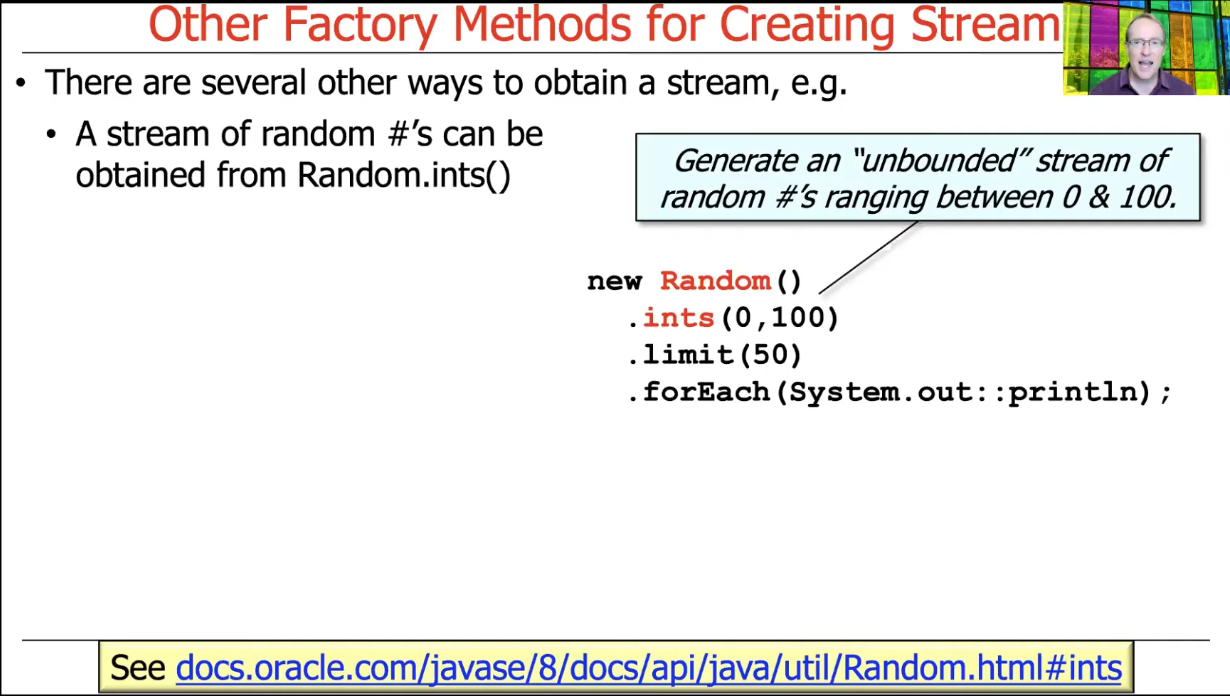 Other Factory Methods for Creating Stream
• There are several other ways to obtain a stream, e.g.
• A stream of random #'s can be
obtained from Random.ints()
Generate an "unbounded" stream of
random #'s ranging between 0 & 100.
new Random()
.ints(0,100)
.limit(50)
.forEach(System.out::println);
See docs.oracle.com/javase/8/docs/api/java/util/Random.html#ints